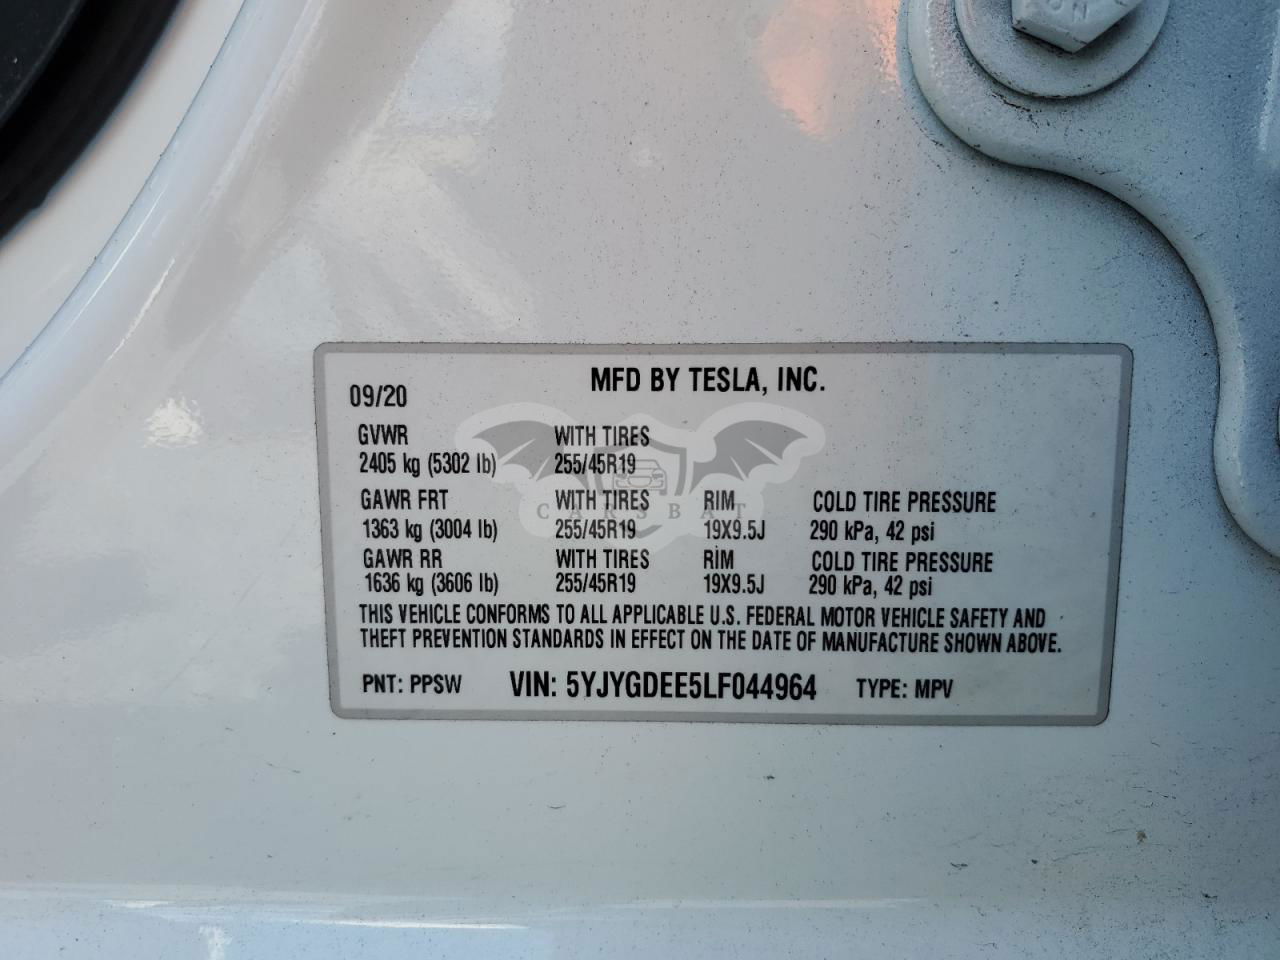 MFD BY TESLA, INC.
09/20
GVWR WITH TIRES
2405 kg (5302 lb) 255/45R19
GAWR FRT WITH TIRES RIM COLD TIRE PRESSURE
CARSBAT
1363 kg (3004 lb) 255/45R19 19X9.5J 290 kPa, 42 psi
GAWR RR WITH TIRES RIM COLD TIRE PRESSURE
1636 kg (3606 lb) 255/45R19 19X9.5J 290 kPa, 42 psi
THIS VEHICLE CONFORMS TO ALL APPLICABLE U.S. FEDERAL MOTOR VEHICLE SAFETY AND
THEFT PREVENTION STANDARDS IN EFFECT ON THE DATE OF MANUFACTURE SHOWN ABOVE.
PNT: PPSW VIN: 5YJYGDEE5LF044964 TYPE: MPV